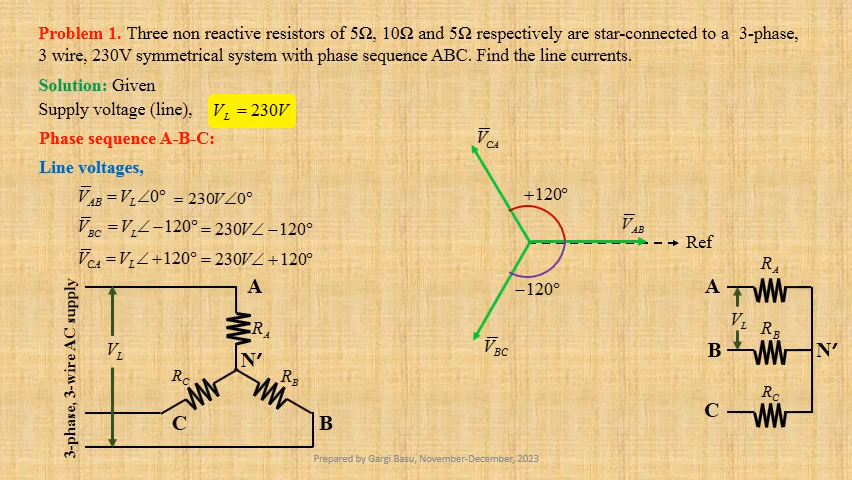 Problem 1. Three non reactive resistors of 5Ω, 10Ω and 5Ω respectively are star-connected to a 3-phase,
3 wire, 230V symmetrical system with phase sequence ABC. Find the line currents.
Solution: Given
Supply voltage (line), V_L = 230V
Phase sequence A-B-C:
Line voltages,
V̅_AB = V_L∠0° = 230V∠0°
V̅_BC = V_L∠−120° = 230V∠−120°
V̅_CA = V_L∠+120° = 230V∠+120°
V̅_CA
+120°
V̅_AB
Ref
−120°
V̅_BC
3-phase, 3-wire AC supply
V_L
A
R_A
N′
R_C
R_B
C
B
R_A
A
V_L
R_B
B
N′
R_C
C
Prepared by Gargi Basu, November-December, 2023